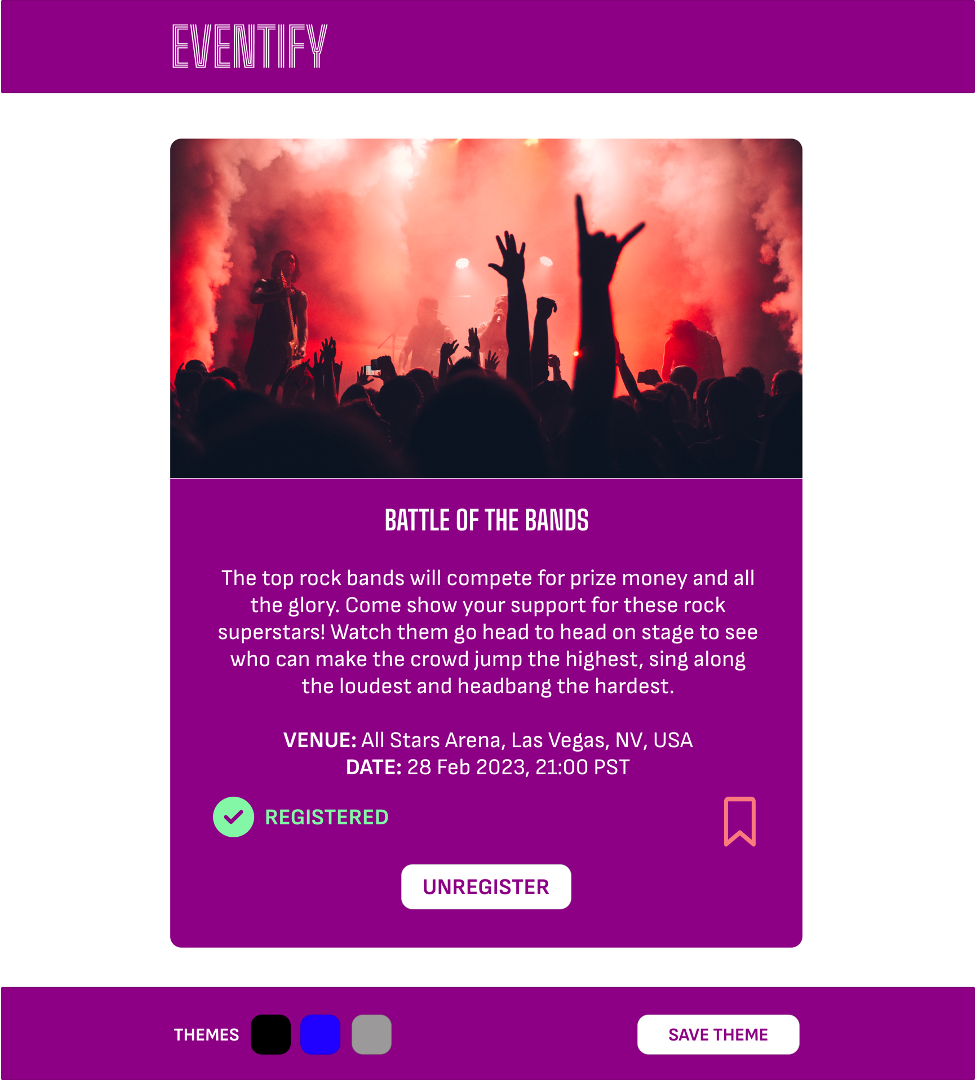 EVENTIFY
BATTLE OF THE BANDS
The top rock bands will compete for prize money and all
the glory. Come show your support for these rock
superstars! Watch them go head to head on stage to see
who can make the crowd jump the highest, sing along
the loudest and headbang the hardest.
VENUE: All Stars Arena, Las Vegas, NV, USA
DATE: 28 Feb 2023, 21:00 PST
REGISTERED
UNREGISTER
THEMES
SAVE THEME